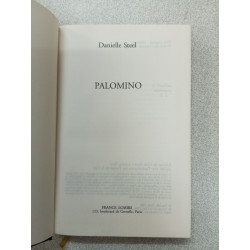 Danielle Steel
PALOMINO
FRANCE LOISIRS
123, boulevard de Grenelle, Paris